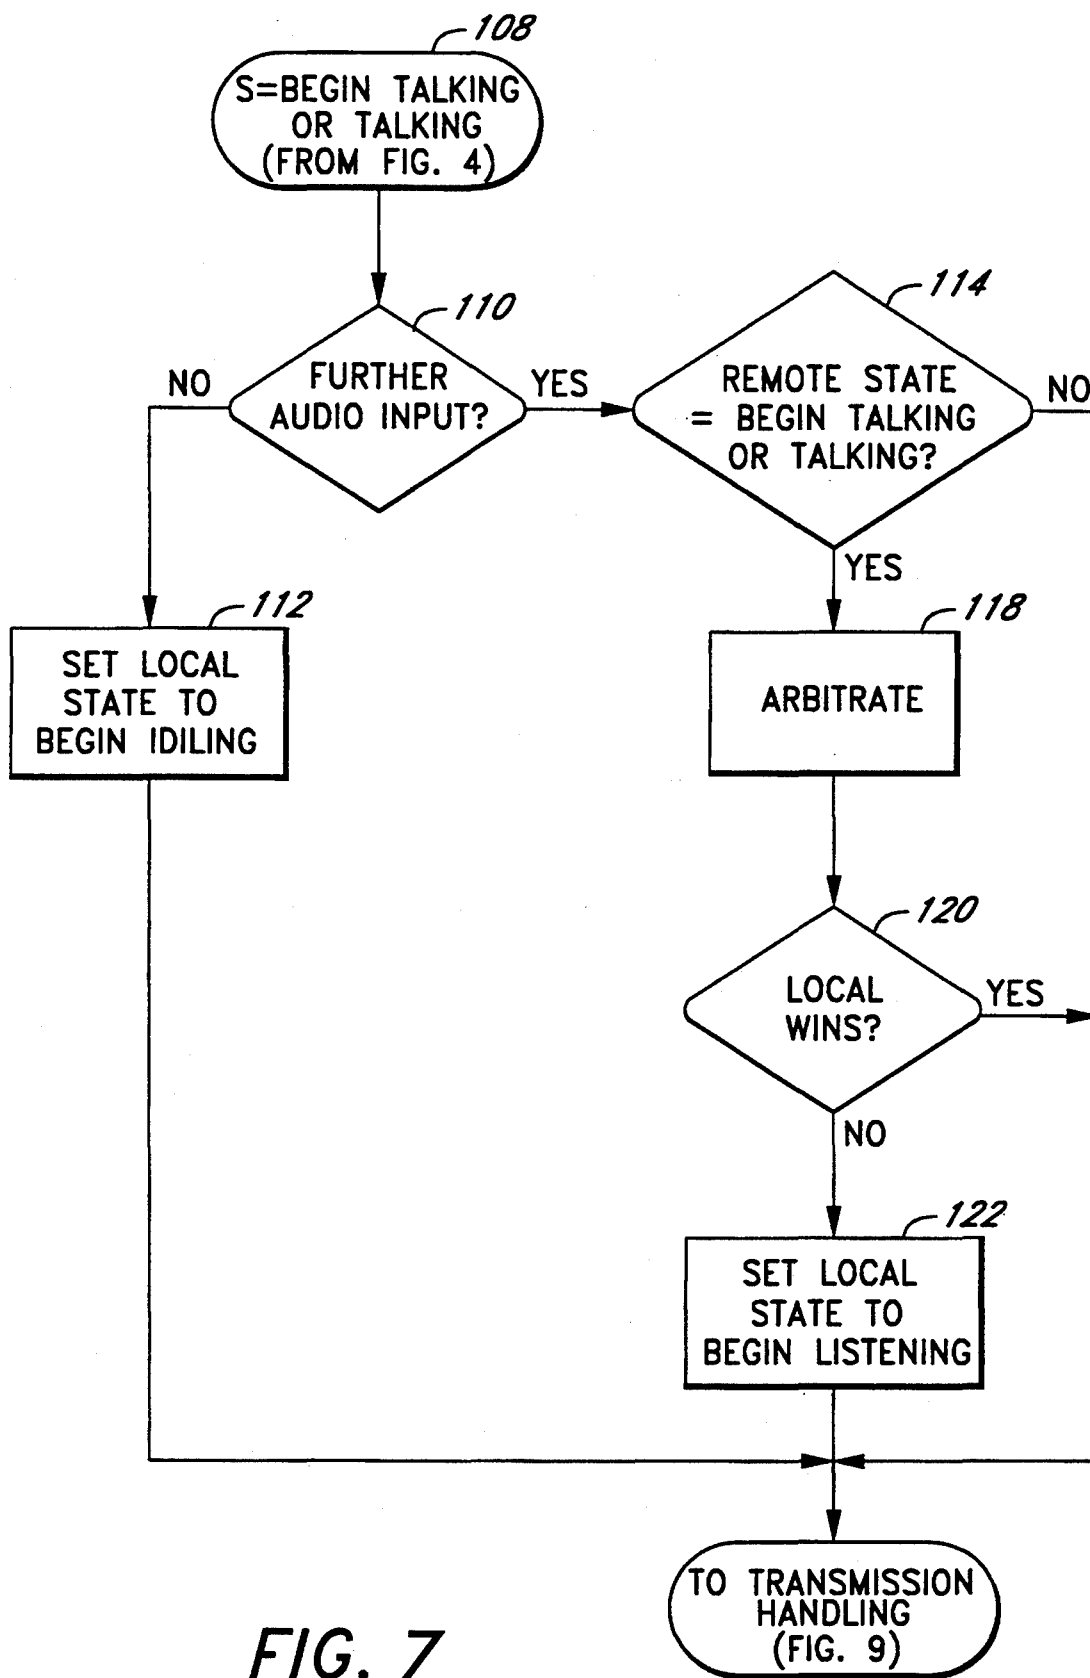 108
S=BEGIN TALKING
OR TALKING
(FROM FIG. 4)
110
FURTHER
AUDIO INPUT?
NO
YES
114
REMOTE STATE
= BEGIN TALKING
OR TALKING?
NO
YES
112
SET LOCAL
STATE TO
BEGIN IDILING
118
ARBITRATE
120
LOCAL
WINS?
YES
NO
122
SET LOCAL
STATE TO
BEGIN LISTENING
TO TRANSMISSION
HANDLING
(FIG. 9)
FIG. 7